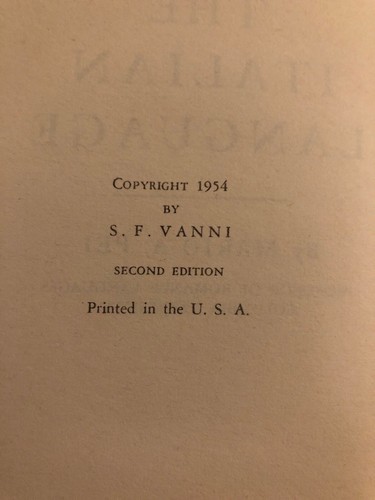 COPYRIGHT 1954
BY
S. F. VANNI
SECOND EDITION
Printed in the U. S. A.